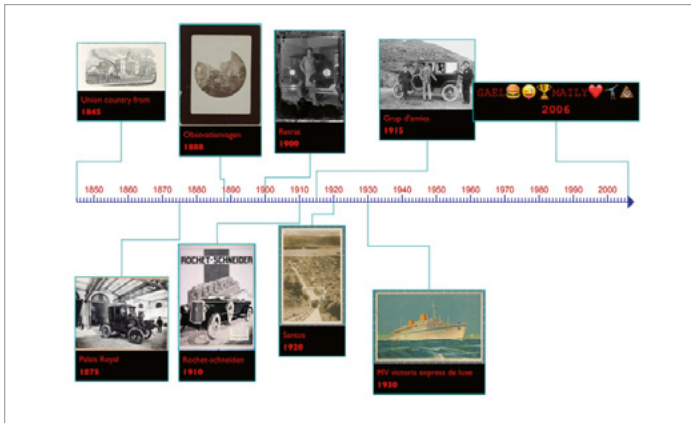 Union country from
1845
Obsovationvagen
1888
Retrat
1900
Grup d'amics
1915
GAEL🍔😜🏆MAILY❤️🔭💩
2006
1850 1860 1870 1880 1890 1900 1910 1920 1930 1940 1950 1960 1970 1980 1990 2000
Palais Royal
1875
ROCHET-SCHNEIDER
Rochet-schneiden
1910
Santos
1920
MV victoria express de luxe
1930